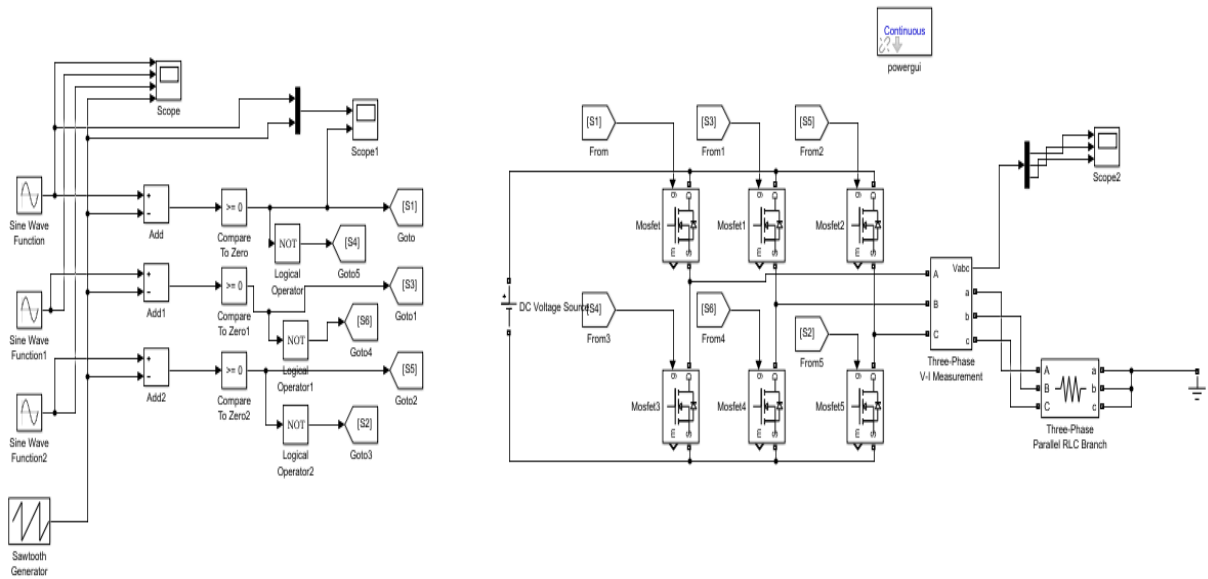 Continuous
powergui
Scope
Scope1
Sine Wave
Function
+
−
Add
>= 0
Compare
To Zero
[S1]
Goto
NOT
Logical
Operator
[S4]
Goto5
Sine Wave
Function1
+
−
Add1
>= 0
Compare
To Zero1
[S3]
Goto1
NOT
Logical
Operator1
[S6]
Goto4
Sine Wave
Function2
+
−
Add2
>= 0
Compare
To Zero2
[S5]
Goto2
NOT
Logical
Operator2
[S2]
Goto3
Sawtooth
Generator
[S1]
From
[S3]
From1
[S5]
From2
g D
Mosfet
m S
g D
Mosfet1
m S
g D
Mosfet2
m S
+
DC Voltage Source
[S4]
From3
[S6]
From4
[S2]
From5
g D
Mosfet3
m S
g D
Mosfet4
m S
g D
Mosfet5
m S
Scope2
Vabc
A
a
B
b
C
c
Three-Phase
V-I Measurement
A a
B b
C c
Three-Phase
Parallel RLC Branch